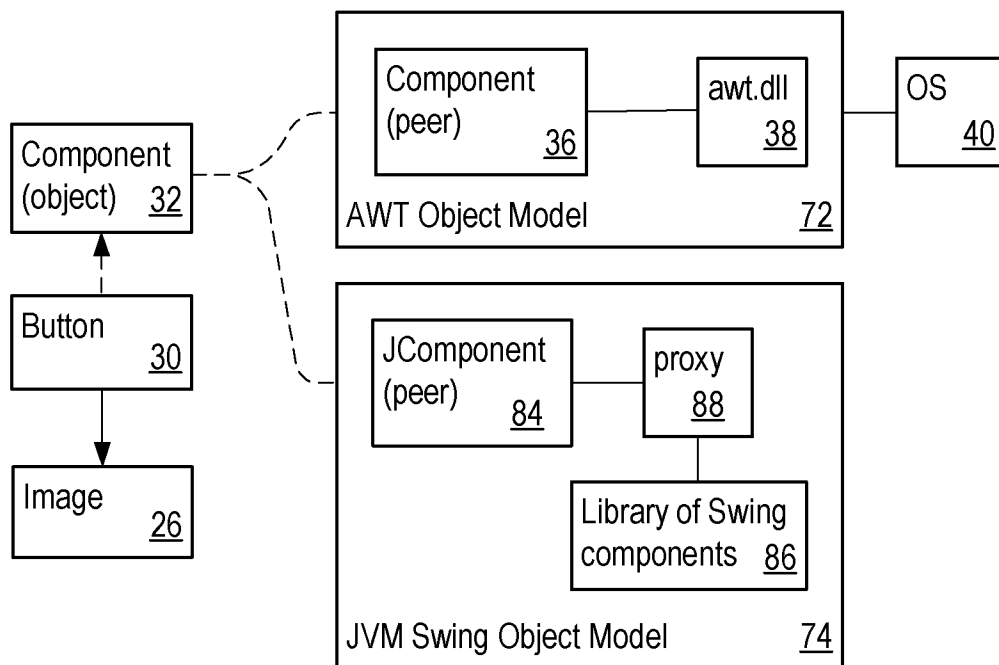 Component
(object) 32
Button
30
Image
26
Component
(peer)
36
awt.dll
38
AWT Object Model 72
OS
40
JComponent
(peer)
84
proxy
88
Library of Swing
components 86
JVM Swing Object Model 74